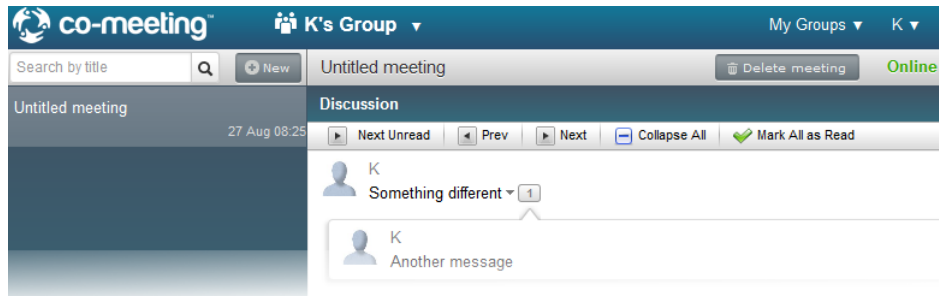 co-meeting™ K's Group ▼ My Groups ▼ K ▼
Search by title New Untitled meeting Delete meeting Online
Untitled meeting
27 Aug 08:25
Discussion
Next Unread Prev Next Collapse All Mark All as Read
K
Something different 1
K
Another message